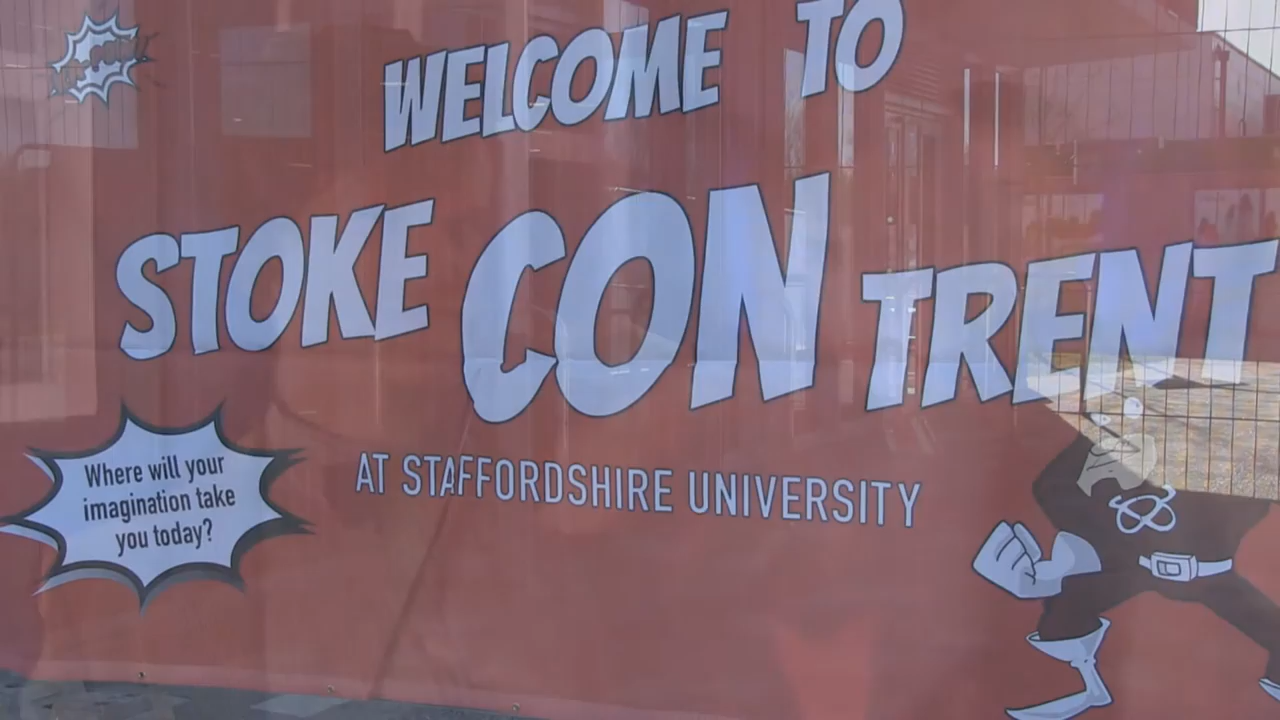 WELCOME TO
STOKE CON TRENT
AT STAFFORDSHIRE UNIVERSITY
Where will your
imagination take
you today?